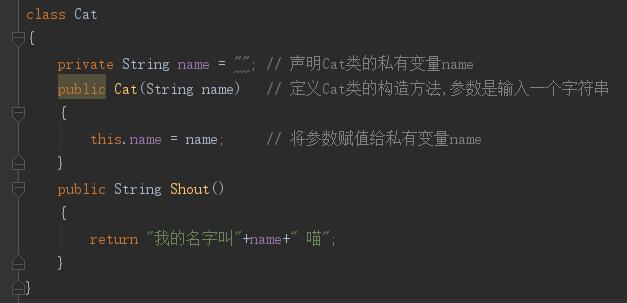 class Cat
{
private String name = ""; // 声明Cat类的私有变量name
public Cat(String name) // 定义Cat类的构造方法,参数是输入一个字符串
{
this.name = name; // 将参数赋值给私有变量name
}
public String Shout()
{
return "我的名字叫"+name+" 喵";
}
}